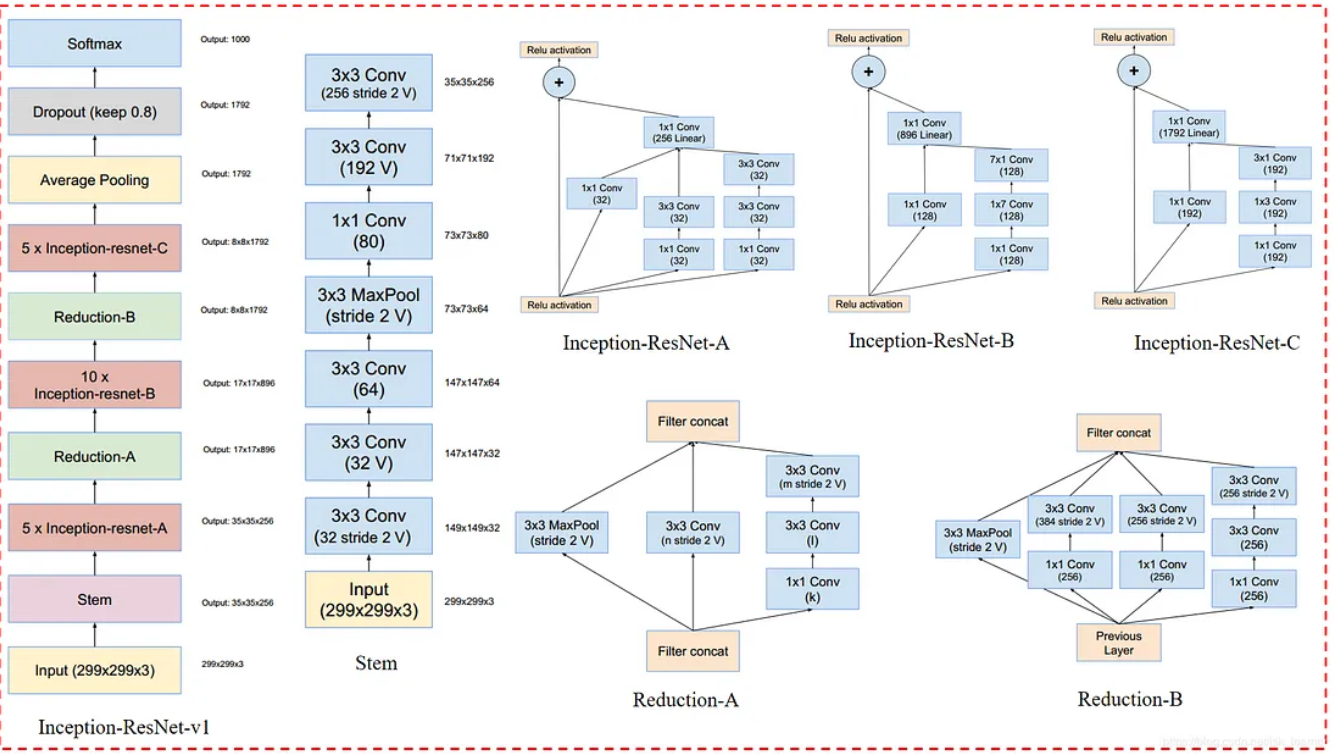 Softmax
Output: 1000
Dropout (keep 0.8)
Output: 1792
Average Pooling
Output: 1792
5 x Inception-resnet-C
Output: 8x8x1792
Reduction-B
Output: 8x8x1792
10 x
Inception-resnet-B
Output: 17x17x896
Reduction-A
Output: 17x17x896
5 x Inception-resnet-A
Output: 35x35x256
Stem
Output: 35x35x256
Input (299x299x3)
299x299x3
Inception-ResNet-v1
3x3 Conv
(256 stride 2 V)
35x35x256
3x3 Conv
(192 V)
71x71x192
1x1 Conv
(80)
73x73x80
3x3 MaxPool
(stride 2 V)
73x73x64
3x3 Conv
(64)
147x147x64
3x3 Conv
(32 V)
147x147x32
3x3 Conv
(32 stride 2 V)
149x149x32
Input
(299x299x3)
299x299x3
Stem
Relu activation
+
1x1 Conv
(256 Linear)
3x3 Conv
(32)
1x1 Conv
(32)
3x3 Conv
(32)
3x3 Conv
(32)
1x1 Conv
(32)
1x1 Conv
(32)
Relu activation
Inception-ResNet-A
Relu activation
+
1x1 Conv
(896 Linear)
7x1 Conv
(128)
1x1 Conv
(128)
1x7 Conv
(128)
1x1 Conv
(128)
Relu activation
Inception-ResNet-B
Relu activation
+
1x1 Conv
(1792 Linear)
3x1 Conv
(192)
1x1 Conv
(192)
1x3 Conv
(192)
1x1 Conv
(192)
Relu activation
Inception-ResNet-C
Filter concat
3x3 Conv
(m stride 2 V)
3x3 MaxPool
(stride 2 V)
3x3 Conv
(n stride 2 V)
3x3 Conv
(l)
1x1 Conv
(k)
Filter concat
Reduction-A
Filter concat
3x3 Conv
(256 stride 2 V)
3x3 MaxPool
(stride 2 V)
3x3 Conv
(384 stride 2 V)
3x3 Conv
(256 stride 2 V)
3x3 Conv
(256)
1x1 Conv
(256)
1x1 Conv
(256)
1x1 Conv
(256)
Previous
Layer
Reduction-B